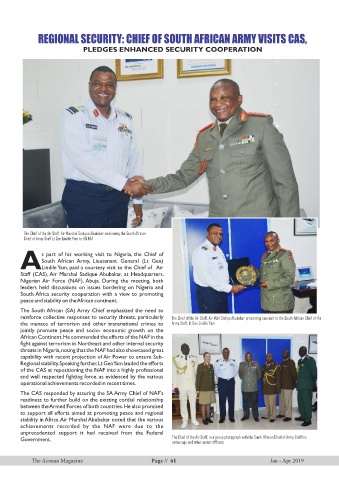 REGIONAL SECURITY: CHIEF OF SOUTH AFRICAN ARMY VISITS CAS,
PLEDGES ENHANCED SECURITY COOPERATION
The Chief of the Air Staff Air Marshal Sadique Abubakar welcoming the South African
Chief of Army Staff Lt Gen Lindile Yam to HQ NAF
As part of his working visit to Nigeria, the Chief of
South African Army, Lieutenant General (Lt Gen)
Lindile Yam, paid a courtesy visit to the Chief of Air
Staff (CAS), Air Marshal Sadique Abubakar, at Headquarters,
Nigerian Air Force (NAF), Abuja. During the meeting, both
leaders held discussions on issues bordering on Nigeria and
South Africa security cooperation with a view to promoting
peace and stability on the African continent.
The South African (SA) Army Chief emphasized the need to
reinforce collective responses to security threats, particularly
the menace of terrorism and other transnational crimes to
jointly promote peace and socio- economic growth on the
African Continent. He commended the efforts of the NAF in the
fight against terrorism in Northeast and other internal security
threats in Nigeria, noting that the NAF had also showcased great
capability with recent projection of Air Power to ensure Sub-
Regional stability. Speaking further, Lt Gen Yam lauded the efforts
of the CAS at repositioning the NAF into a highly professional
and well respected fighting force, as evidenced by the various
operational achievements recorded in recent times.
The CAS responded by assuring the SA Army Chief of NAF's
readiness to further build on the existing cordial relationship
between the Armed Forces of both countries. He also promised
to support all efforts aimed at promoting peace and regional
stability in Africa. Air Marshal Abubakar noted that the various
achievements recorded by the NAF were due to the
unprecedented support it had received from the Federal
Government.
The Chief of the Air Staff, Air Mshl Sadique Abubakar presenting souvenir to the South African Chief of the
Army Staff, Lt Gen Lindile Yam
The Chief of the Air Staff, in a group photograph with the South African Chief of Army Staff his
entourage and other senior officers
The Airman Magazine
Page // 61
Jan - Apr 2019